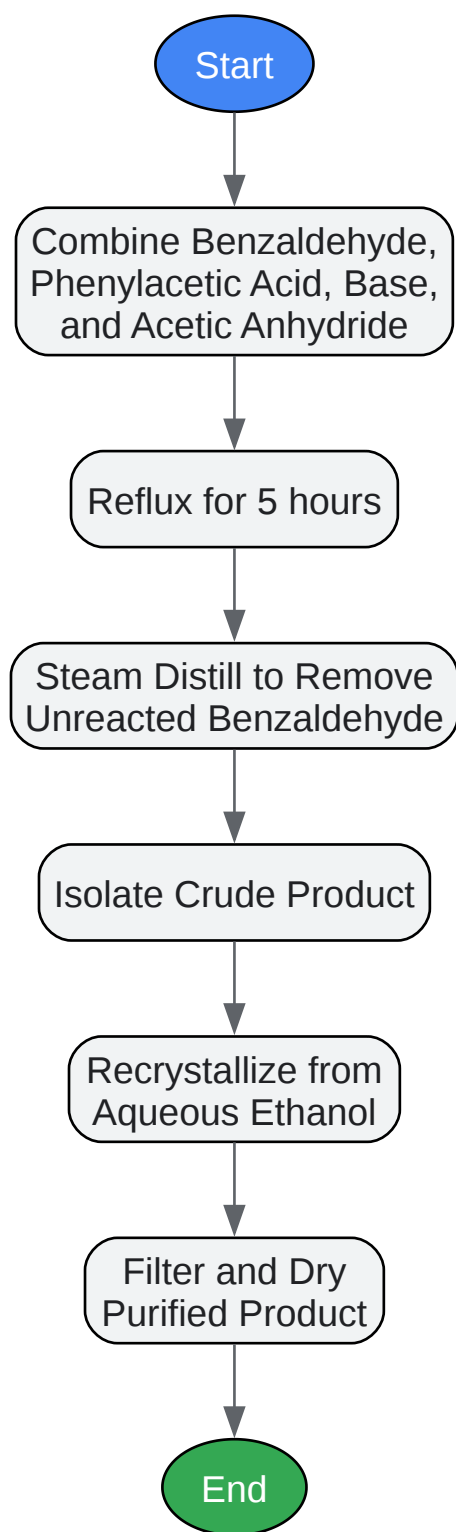 Start
Combine Benzaldehyde,
Phenylacetic Acid, Base,
and Acetic Anhydride
Reflux for 5 hours
Steam Distill to Remove
Unreacted Benzaldehyde
Isolate Crude Product
Recrystallize from
Aqueous Ethanol
Filter and Dry
Purified Product
End